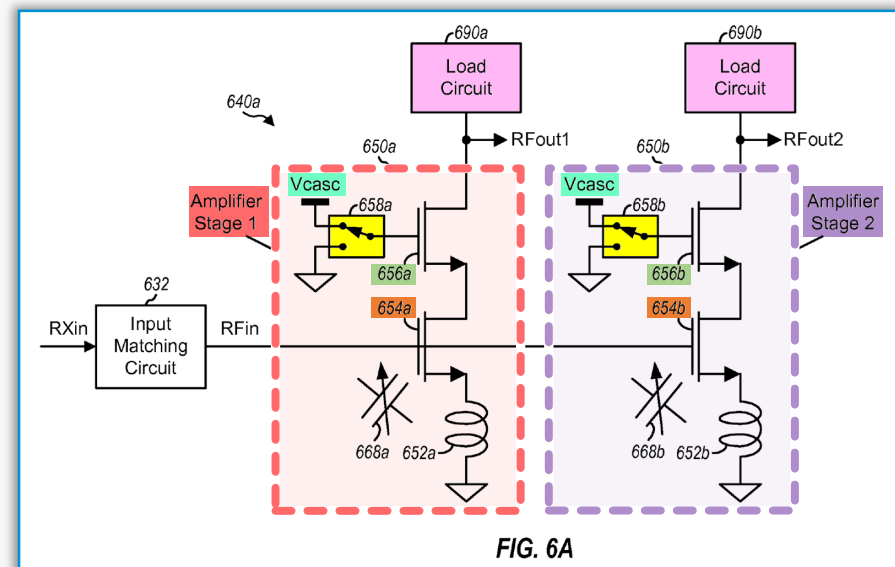 690a
690b
Load
Circuit
Load
Circuit
640a
RFout1
RFout2
650a
650b
Vcasc
Vcasc
Amplifier
Stage 1
658a
658b
Amplifier
Stage 2
656a
656b
632
654a
654b
RXin
Input
Matching
Circuit
RFin
668a
652a
668b
652b
FIG. 6A